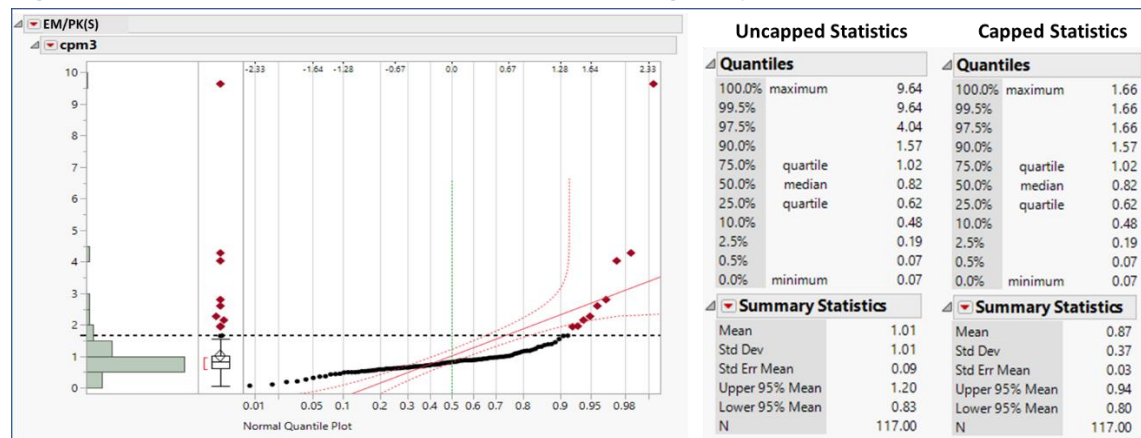 EM/PK(S)
cpm3
10
9
8
7
6
5
4
3
2
1
0
-2.33 -1.64 -1.28 -0.67 0.0 0.67 1.28 1.64 2.33
0.01 0.05 0.1 0.2 0.3 0.4 0.5 0.6 0.7 0.8 0.9 0.95 0.98
Normal Quantile Plot
Uncapped Statistics
Quantiles
100.0% maximum 9.64
99.5% 9.64
97.5% 4.04
90.0% 1.57
75.0% quartile 1.02
50.0% median 0.82
25.0% quartile 0.62
10.0% 0.48
2.5% 0.19
0.5% 0.07
0.0% minimum 0.07
Summary Statistics
Mean 1.01
Std Dev 1.01
Std Err Mean 0.09
Upper 95% Mean 1.20
Lower 95% Mean 0.83
N 117.00
Capped Statistics
Quantiles
100.0% maximum 1.66
99.5% 1.66
97.5% 1.66
90.0% 1.57
75.0% quartile 1.02
50.0% median 0.82
25.0% quartile 0.62
10.0% 0.48
2.5% 0.19
0.5% 0.07
0.0% minimum 0.07
Summary Statistics
Mean 0.87
Std Dev 0.37
Std Err Mean 0.03
Upper 95% Mean 0.94
Lower 95% Mean 0.80
N 117.00